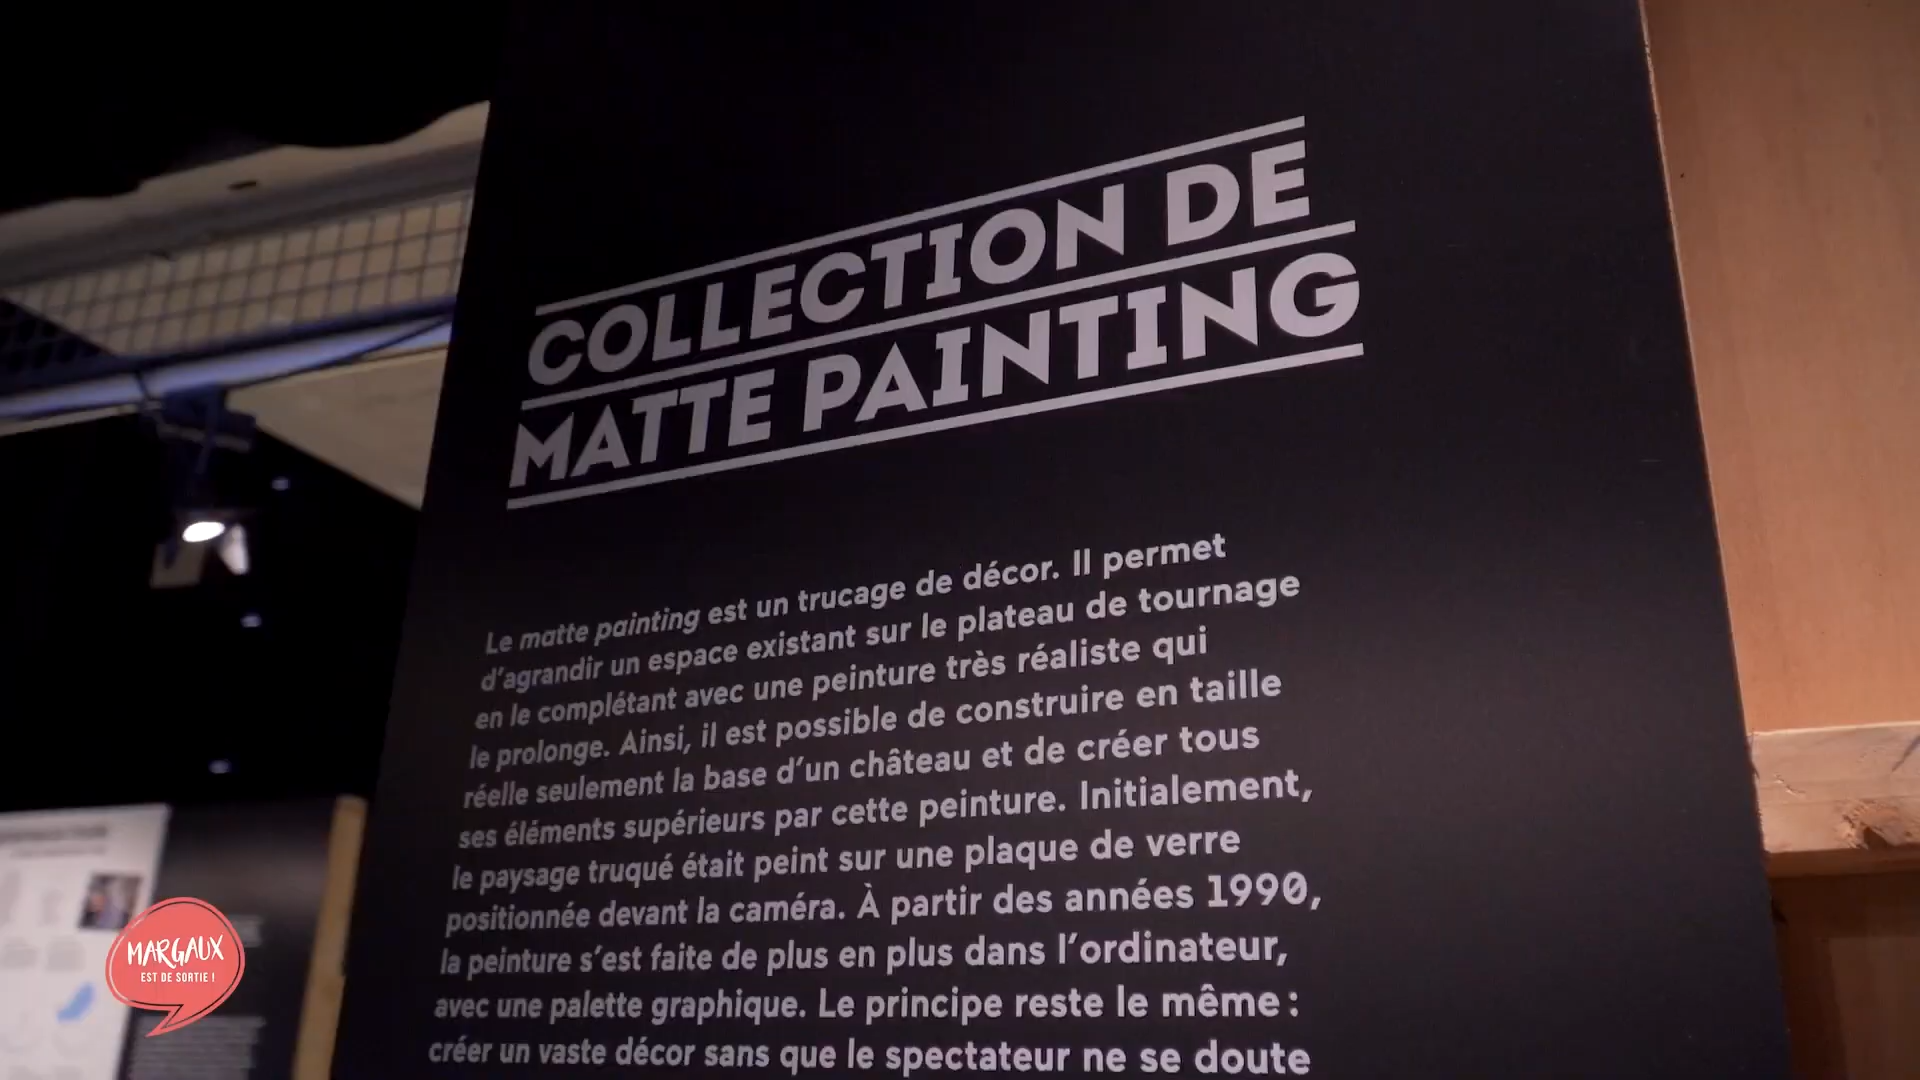 COLLECTION DE
MATTE PAINTING
Le matte painting est un trucage de décor. Il permet
d'agrandir un espace existant sur le plateau de tournage
en le complétant avec une peinture très réaliste qui
le prolonge. Ainsi, il est possible de construire en taille
réelle seulement la base d'un château et de créer tous
ses éléments supérieurs par cette peinture. Initialement,
le paysage truqué était peint sur une plaque de verre
positionnée devant la caméra. À partir des années 1990,
la peinture s'est faite de plus en plus dans l'ordinateur,
avec une palette graphique. Le principe reste le même :
créer un vaste décor sans que le spectateur ne se doute
MARGAUX
EST DE SORTIE !